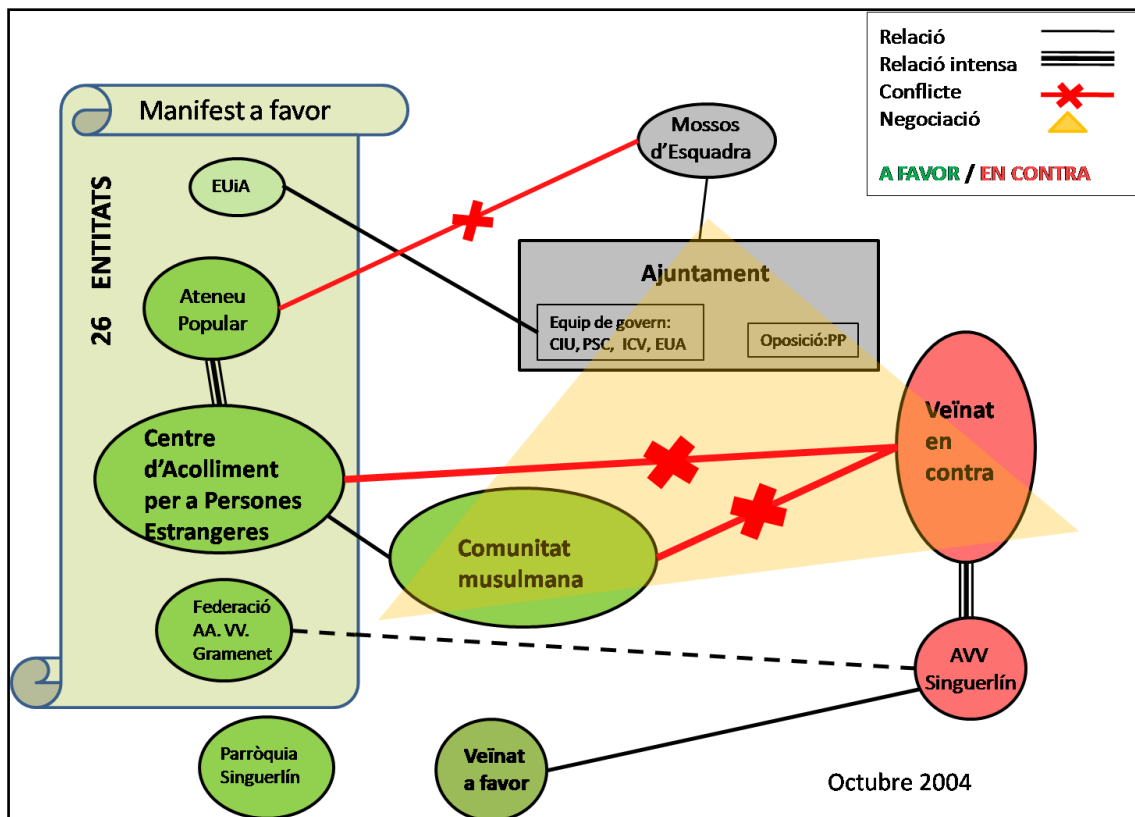 Relació
Relació intensa
Conflicte
Negociació
A FAVOR / EN CONTRA
Manifest a favor
26 ENTITATS
EUiA
Mossos
d'Esquadra
Ateneu
Popular
Ajuntament
Equip de govern:
CIU, PSC, ICV, EUA
Oposició:PP
Centre
d'Acolliment
per a Persones
Estrangeres
Veïnat
en
contra
Comunitat
musulmana
Federació
AA. VV.
Gramenet
AVV
Singuerlín
Parròquia
Singuerlín
Veïnat
a favor
Octubre 2004